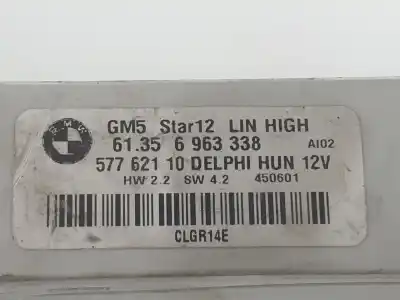 BMW
GM5 Star12 LIN HIGH
61.35 6 963 338 AI02
577 621 10 DELPHI HUN 12V
HW 2.2 SW 4.2 450601
CLGR14E